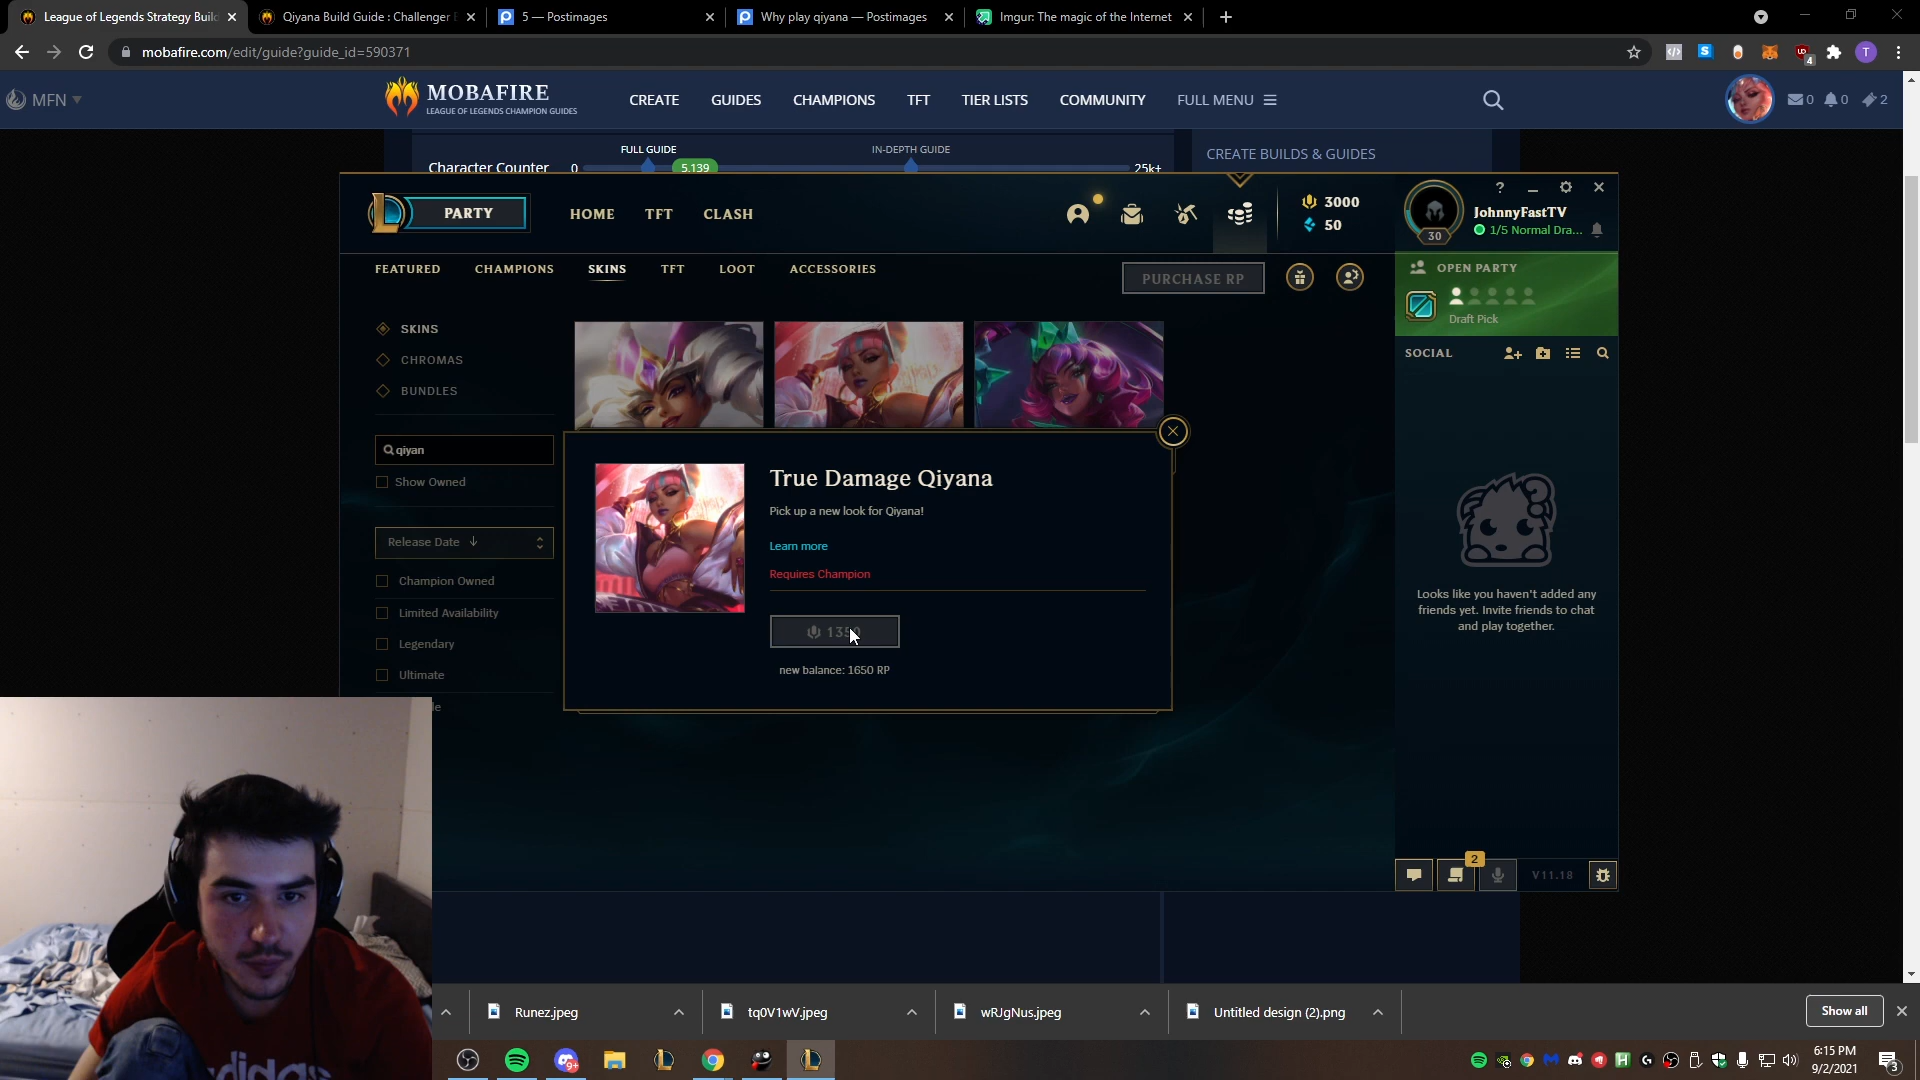 League of Legends Strategy Buil
Qiyana Build Guide : Challenger
5 — Postimages
Why play qiyana — Postimages
Imgur: The magic of the Internet
mobafire.com/edit/guide?guide_id=590371
4
T
MFN
MOBAFIRE
LEAGUE OF LEGENDS CHAMPION GUIDES
CREATE
GUIDES
CHAMPIONS
TFT
TIER LISTS
COMMUNITY
FULL MENU
0
0
2
FULL GUIDE
IN-DEPTH GUIDE
Character Counter
0
5,139
25k+
CREATE BUILDS & GUIDES
PARTY
HOME
TFT
CLASH
3000
50
JohnnyFastTV
30
1/5 Normal Dra...
FEATURED
CHAMPIONS
SKINS
TFT
LOOT
ACCESSORIES
PURCHASE RP
OPEN PARTY
Draft Pick
SOCIAL
SKINS
CHROMAS
BUNDLES
qiyan
Show Owned
Release Date
Champion Owned
Limited Availability
Legendary
Ultimate
True Damage Qiyana
Pick up a new look for Qiyana!
Learn more
Requires Champion
1350
new balance: 1650 RP
Looks like you haven't added any
friends yet. Invite friends to chat
and play together.
2
V11.18
adidas
Runez.jpeg
tq0V1wV.jpeg
wRJgNus.jpeg
Untitled design (2).png
Show all
6:15 PM
9/2/2021
3